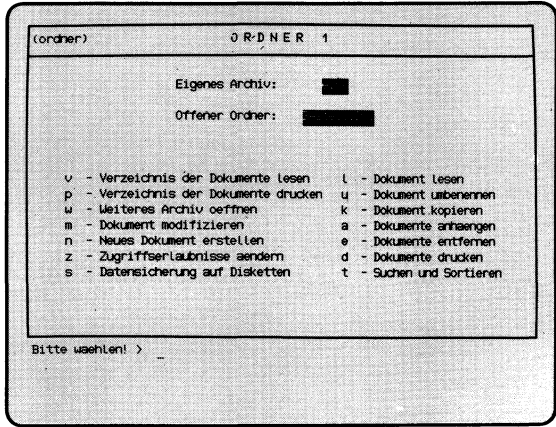 (ordner) O R D N E R 1
Eigenes Archiv:
Offener Ordner:
v - Verzeichnis der Dokumente lesen l - Dokument lesen
p - Verzeichnis der Dokumente drucken u - Dokument umbenennen
w - Weiteres Archiv oeffnen k - Dokument kopieren
m - Dokument modifizieren a - Dokumente anhaengen
n - Neues Dokument erstellen e - Dokumente entfernen
z - Zugriffserlaubnisse aendern d - Dokumente drucken
s - Datensicherung auf Disketten t - Suchen und Sortieren
Bitte waehlen! > _